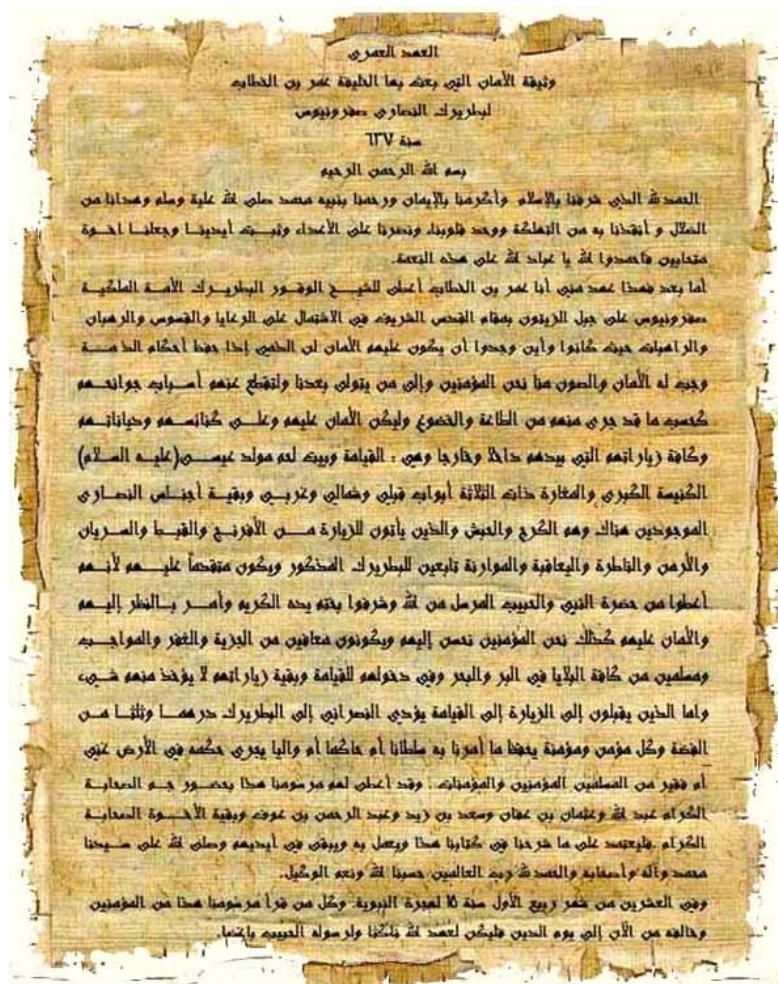 العهد العمري
وثيقة الأمان التي بعث بها الخليفة عمر بن الخطاب
لبطريرك النصارى صفرونيوس
سنة ٦٣٧
بسم الله الرحمن الرحيم
الحمد لله الذي شرفنا بالإسلام وأكرمنا بالإيمان ورحمنا بنبيه محمد صلى الله علية وسلم وهدانا من
الضلال و أنقذنا به من التهلكة ووحد قلوبنا، ونصرنا على الأعداء وثبت أيدينا وجعلنا اخوة
متحابين فاحمدوا الله يا عباد الله على هذه النعمة.
أما بعد فهذا عهد مني أنا عمر بن الخطاب أعطى للشيخ الوقور البطريرك الأمة الملكية
صفرونيوس على جبل الزيتون بمقام القدس الشريف في الاشتمال على الرعايا والقسوس والرهبان
والراهبات حيث كانوا وأين وجدوا أن يكون عليهم الأمان لن الذمي إذا حفظ أحكام الذمة
وجب له الأمان والصون منا نحن المؤمنين وإلى من يتولى بعدنا ولتقطع عنهم أسباب جوانحهم
كحسب ما قد جرى منهم من الطاعة والخضوع وليكن الأمان عليهم وعلى كنائسهم ودياناتهم
وكافة زياراتهم التي بيدهم داخلا وخارجا وهي : القيامة وبيت لحم مولد عيسى(عليه السلام)
الكنيسة الكبرى والمغارة ذات الثلاثة أبواب قبلي وشمالي وغربي وبقية أجناس النصارى
الموجودين هناك وهم الكرج والحبش والذين يأتون للزيارة من الأفرنج والقبط والسريان
والأرمن والناطرة واليعاقبة والموارنة تابعين للبطريرك المذكور ويكون متقدماً عليهم لأنهم
أعطوا من حضرة النبي والحبيب المرسل من الله وشرفوا بختم يده الكريم وأمر بالنظر إليهم
والأمان عليهم كذلك نحن المؤمنين نحسن إليهم ويكونون معافين من الجزية والغفر والمواجب
ومسلمين من كافة البلايا في البر والبحر وفي دخولهم للقيامة وبقية زياراتهم لا يؤخذ منهم شيء
واما الذين يقبلون إلى الزيارة إلى القيامة يؤدي النصراني إلى البطريرك درهما وثلثا من
الفضة وكل مؤمن ومؤمنة يحفظ ما أمرنا به سلطانا أم حاكما أم واليا يجري حكمه في الأرض غني
أم فقير من المسلمين المؤمنين والمؤمنات . وقد أعطى لهم مرسومنا هذا بحضور جم الصحابة
الكرام عبد الله وعثمان بن عفان وسعد بن زيد وعبد الرحمن بن عوف وبقية الأخوة الصحابة
الكرام .فليعتمد على ما شرحنا في كتابنا هذا ويعمل به ويبقى في أيديهم وصلى الله على سيدنا
محمد وآله وأصحابه والحمد لله رب العالمين حسبنا الله ونعم الوكيل.
وفي العشرين من شهر ربيع الأول سنة ١٥ لهجرة النبوية. وكل من قرأ مرسومنا هذا من المؤمنين
وخالفه من الآن إلى يوم الدين فليكن لعهد الله ناكثا ولرسوله الحبيب باغضا.